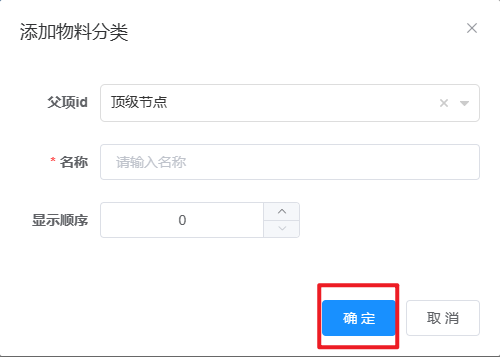 添加物料分类
父顶id 顶级节点
* 名称 请输入名称
显示顺序 0
确 定 取 消